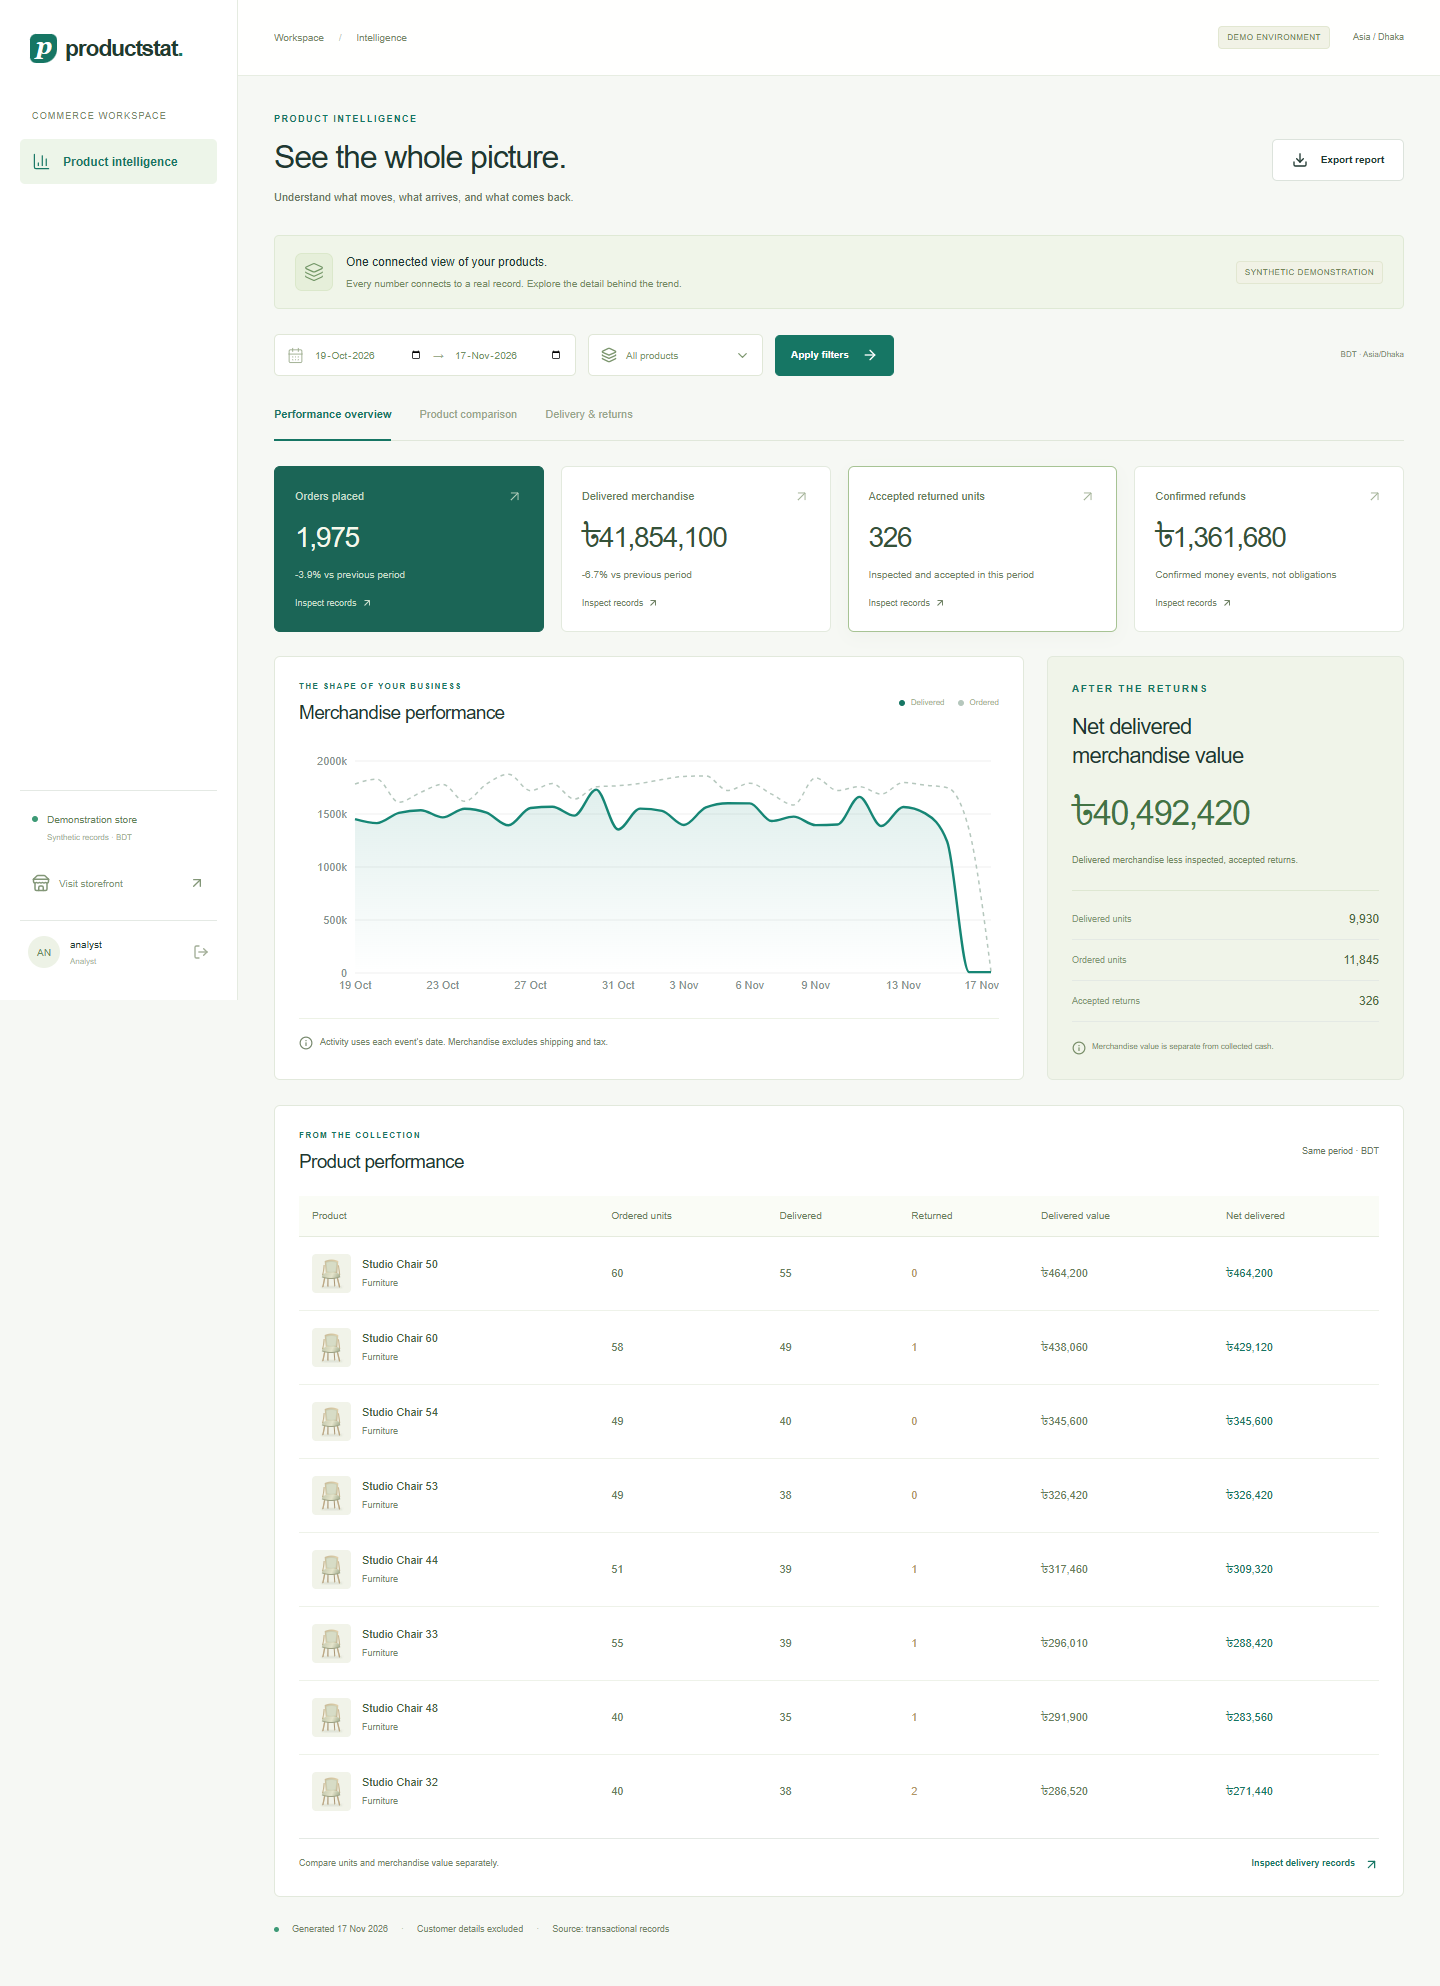 p productstat.
COMMERCE WORKSPACE
Product intelligence
Demonstration store
Synthetic records · BDT
Visit storefront
AN
analyst
Analyst
Workspace / Intelligence
DEMO ENVIRONMENT
Asia / Dhaka
PRODUCT INTELLIGENCE
See the whole picture.
Understand what moves, what arrives, and what comes back.
Export report
One connected view of your products.
Every number connects to a real record. Explore the detail behind the trend.
SYNTHETIC DEMONSTRATION
19-Oct-2026 → 17-Nov-2026
All products
Apply filters
BDT · Asia/Dhaka
Performance overview
Product comparison
Delivery & returns
Orders placed
1,975
-3.9% vs previous period
Inspect records
Delivered merchandise
৳41,854,100
-6.7% vs previous period
Inspect records
Accepted returned units
326
Inspected and accepted in this period
Inspect records
Confirmed refunds
৳1,361,680
Confirmed money events, not obligations
Inspect records
THE SHAPE OF YOUR BUSINESS
Merchandise performance
Delivered
Ordered
2000k
1500k
1000k
500k
0
19 Oct 23 Oct 27 Oct 31 Oct 3 Nov 6 Nov 9 Nov 13 Nov 17 Nov
Activity uses each event's date. Merchandise excludes shipping and tax.
AFTER THE RETURNS
Net delivered
merchandise value
৳40,492,420
Delivered merchandise less inspected, accepted returns.
Delivered units 9,930
Ordered units 11,845
Accepted returns 326
Merchandise value is separate from collected cash.
FROM THE COLLECTION
Product performance
Same period · BDT
Product Ordered units Delivered Returned Delivered value Net delivered
Studio Chair 50
Furniture
60 55 0 ৳464,200 ৳464,200
Studio Chair 60
Furniture
58 49 1 ৳438,060 ৳429,120
Studio Chair 54
Furniture
49 40 0 ৳345,600 ৳345,600
Studio Chair 53
Furniture
49 38 0 ৳326,420 ৳326,420
Studio Chair 44
Furniture
51 39 1 ৳317,460 ৳309,320
Studio Chair 33
Furniture
55 39 1 ৳296,010 ৳288,420
Studio Chair 48
Furniture
40 35 1 ৳291,900 ৳283,560
Studio Chair 32
Furniture
40 38 2 ৳286,520 ৳271,440
Compare units and merchandise value separately.
Inspect delivery records
Generated 17 Nov 2026 · Customer details excluded · Source: transactional records